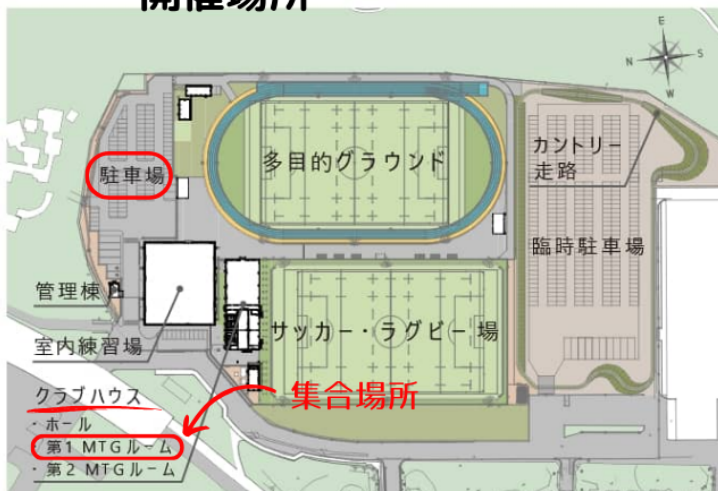 開催場所
E
N
S
W
駐車場
多目的グラウンド
カントリー
走路
臨時駐車場
管理棟
室内練習場
サッカー・ラグビー場
クラブハウス
・ホール
・第1 MTGルーム
・第2 MTGルーム
集合場所